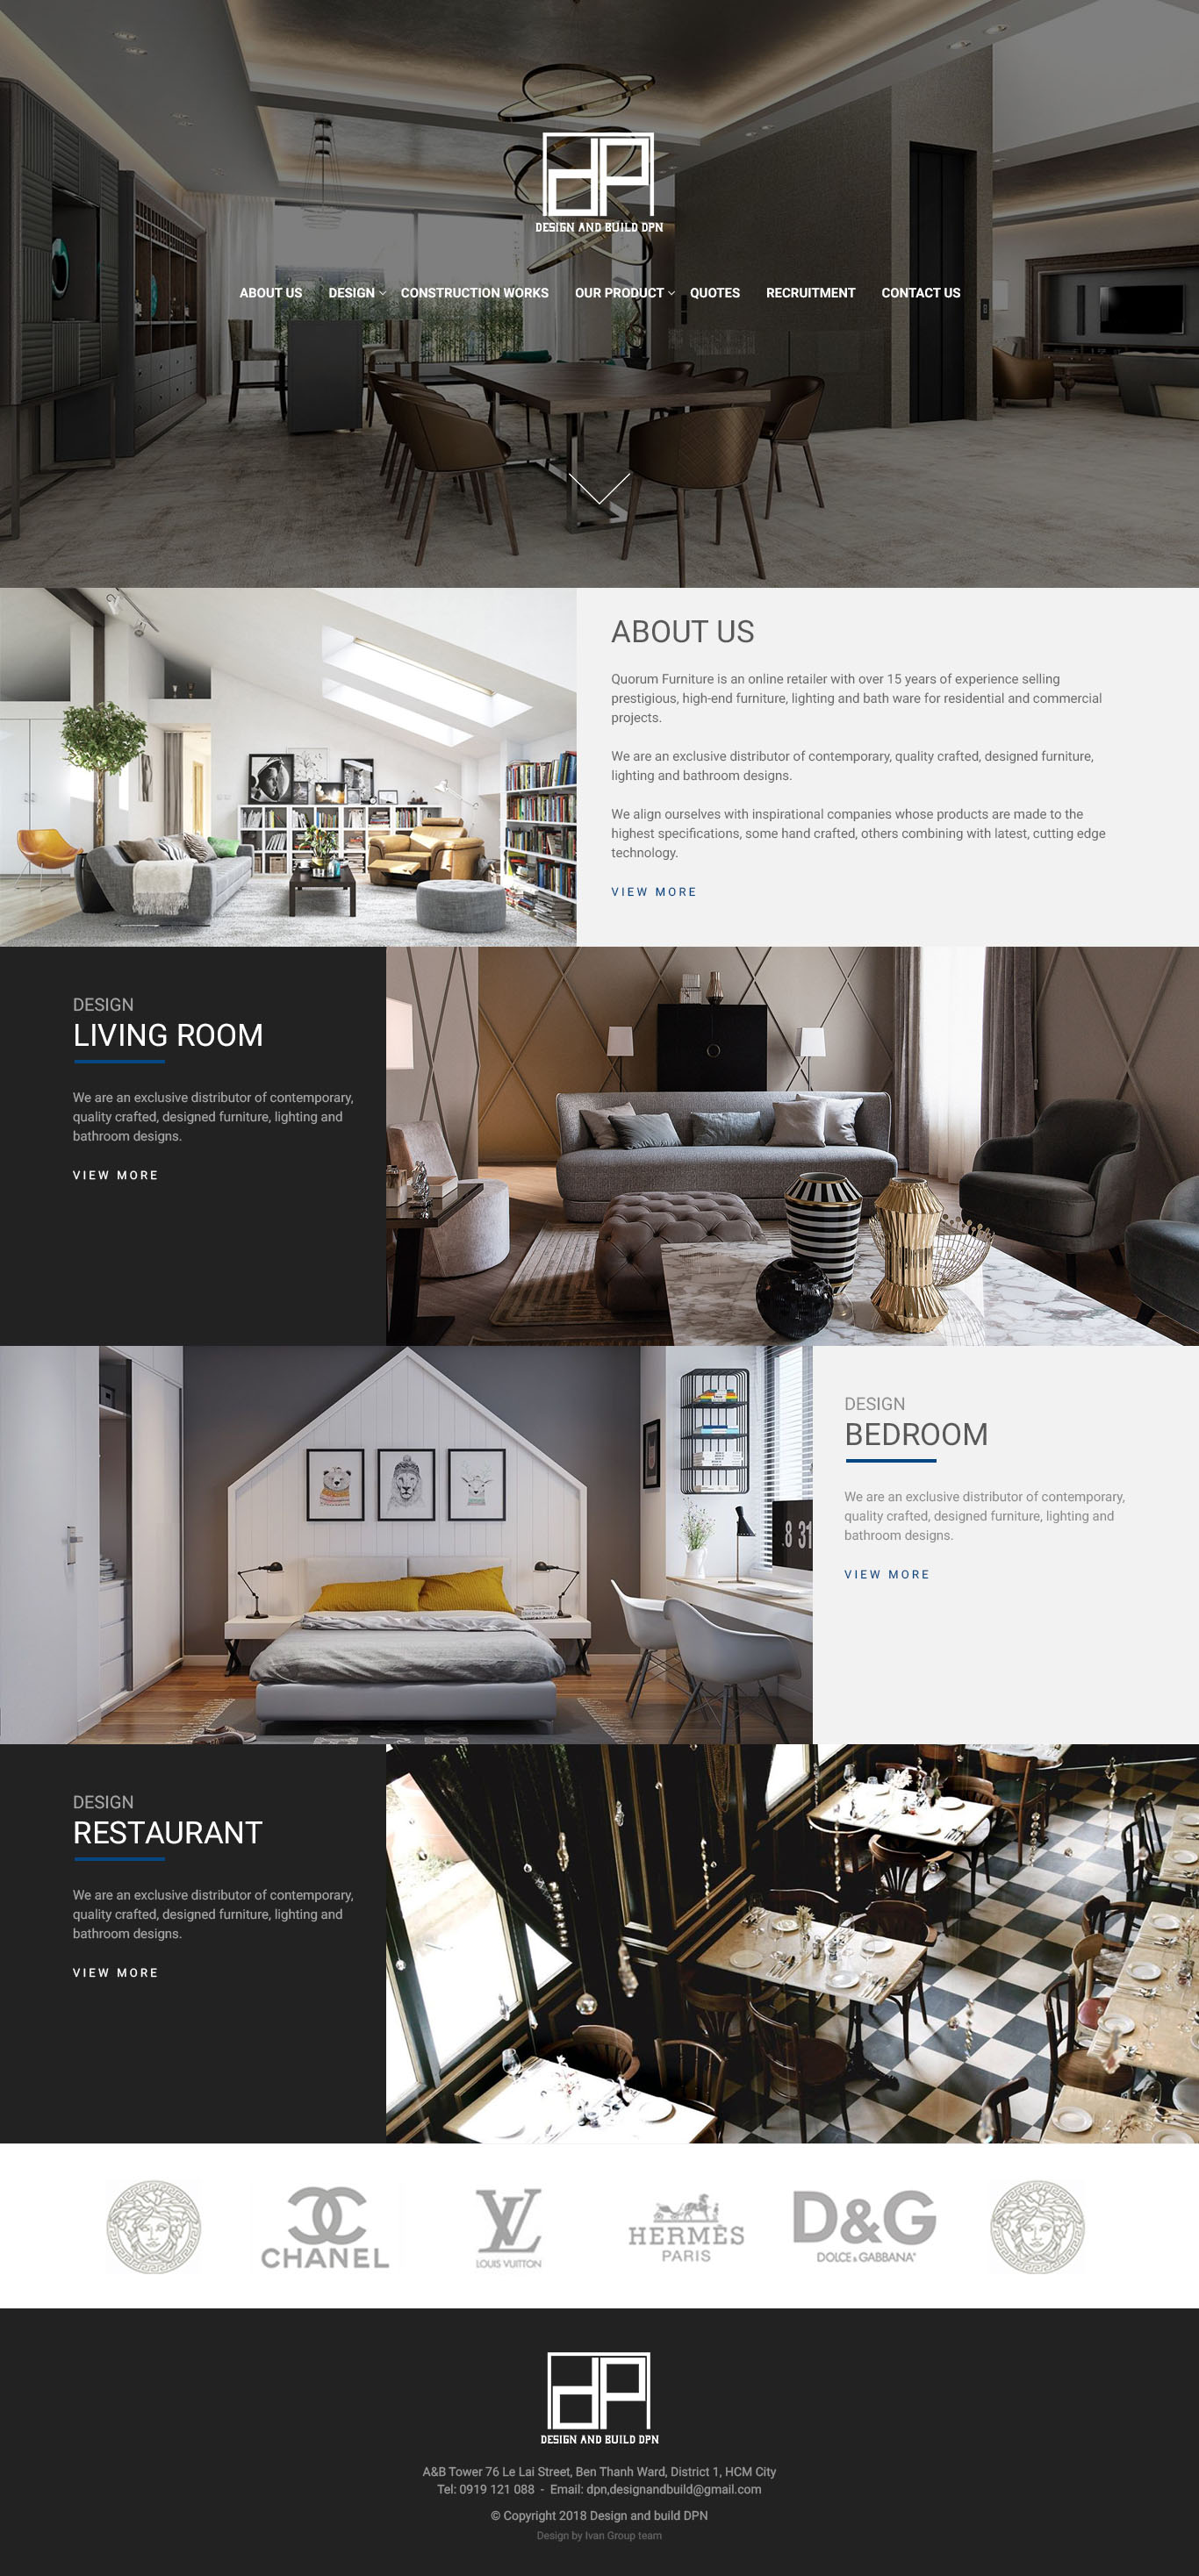 DESIGN AND BUILD DPN
ABOUT US DESIGN CONSTRUCTION WORKS OUR PRODUCT QUOTES RECRUITMENT CONTACT US
ABOUT US
Quorum Furniture is an online retailer with over 15 years of experience selling
prestigious, high-end furniture, lighting and bath ware for residential and commercial
projects.
We are an exclusive distributor of contemporary, quality crafted, designed furniture,
lighting and bathroom designs.
We align ourselves with inspirational companies whose products are made to the
highest specifications, some hand crafted, others combining with latest, cutting edge
technology.
VIEW MORE
DESIGN
LIVING ROOM
We are an exclusive distributor of contemporary,
quality crafted, designed furniture, lighting and
bathroom designs.
VIEW MORE
DESIGN
BEDROOM
We are an exclusive distributor of contemporary,
quality crafted, designed furniture, lighting and
bathroom designs.
VIEW MORE
8 31
DESIGN
RESTAURANT
We are an exclusive distributor of contemporary,
quality crafted, designed furniture, lighting and
bathroom designs.
VIEW MORE
CHANEL
LV
LOUIS VUITTON
HERMÈS
PARIS
D&G
DOLCE & GABBANA
DESIGN AND BUILD DPN
A&B Tower 76 Le Lai Street, Ben Thanh Ward, District 1, HCM City
Tel: 0919 121 088 - Email: dpn,designandbuild@gmail.com
© Copyright 2018 Design and build DPN
Design by Ivan Group team